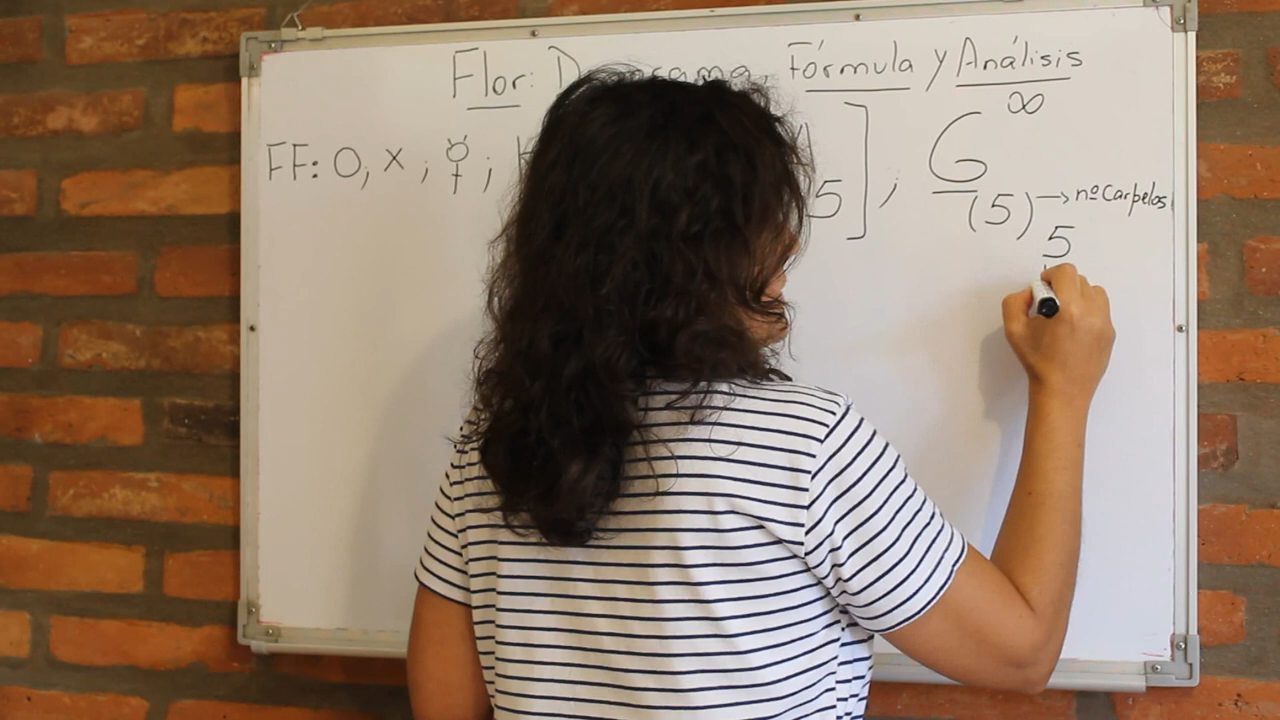 Flor: Fórmula y Análisis
∞
FF: O, x ; ⚥ ; 5 ] ; G (5) → nº Carpelos
5